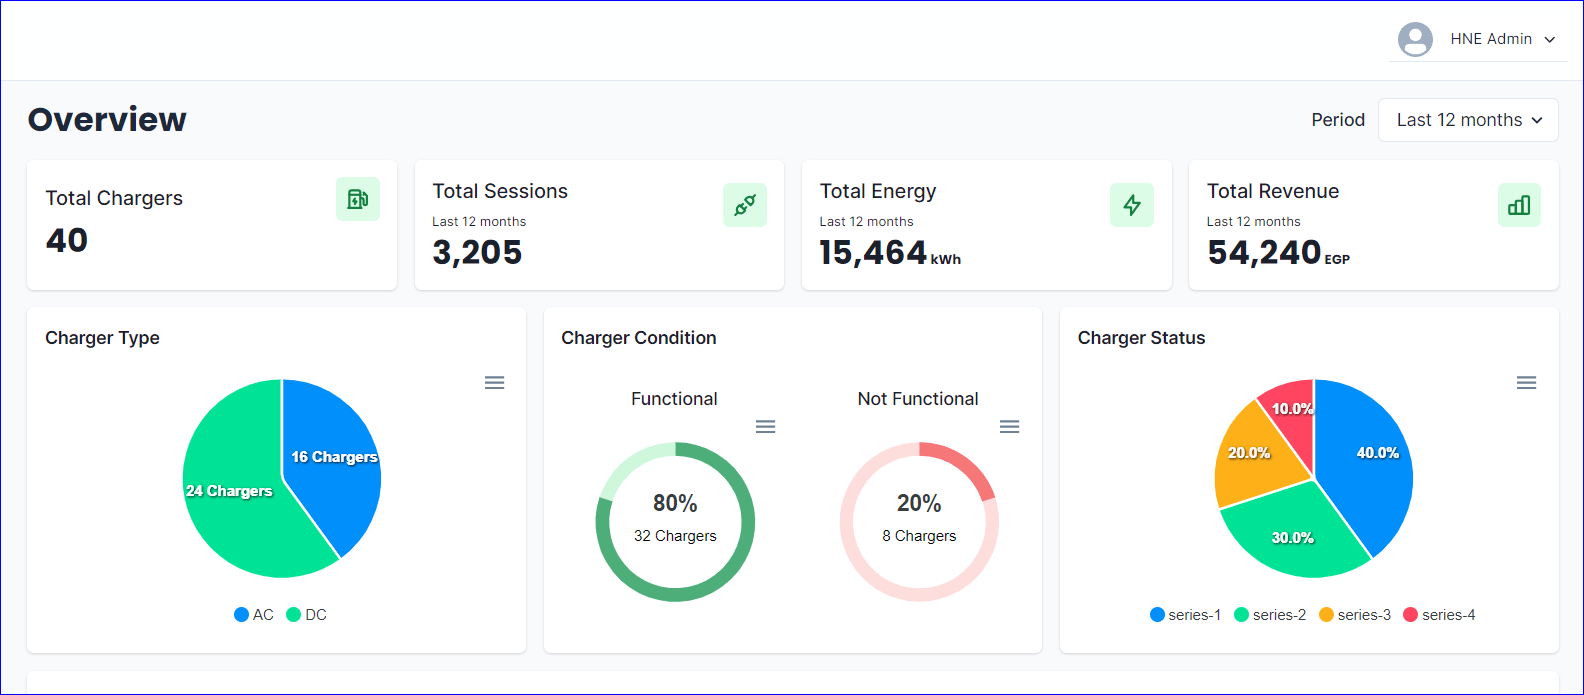 HNE Admin
Overview
Period
Last 12 months
Total Chargers
40
Total Sessions
Last 12 months
3,205
Total Energy
Last 12 months
15,464 kWh
Total Revenue
Last 12 months
54,240 EGP
Charger Type
16 Chargers
24 Chargers
AC DC
Charger Condition
Functional
80%
32 Chargers
Not Functional
20%
8 Chargers
Charger Status
10.0%
40.0%
20.0%
30.0%
series-1 series-2 series-3 series-4